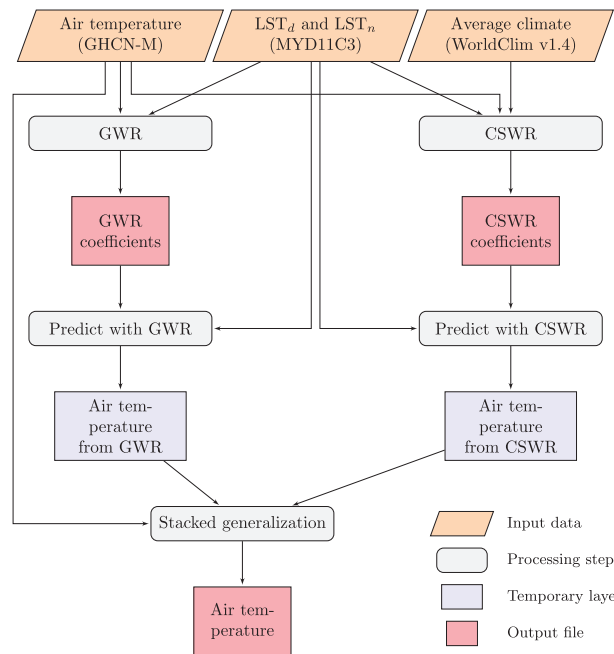 Air temperature
(GHCN-M)
LST_d and LST_n
(MYD11C3)
Average climate
(WorldClim v1.4)
GWR
CSWR
GWR
coefficients
CSWR
coefficients
Predict with GWR
Predict with CSWR
Air tem-
perature
from GWR
Air tem-
perature
from CSWR
Stacked generalization
Air tem-
perature
Input data
Processing step
Temporary laye
Output file